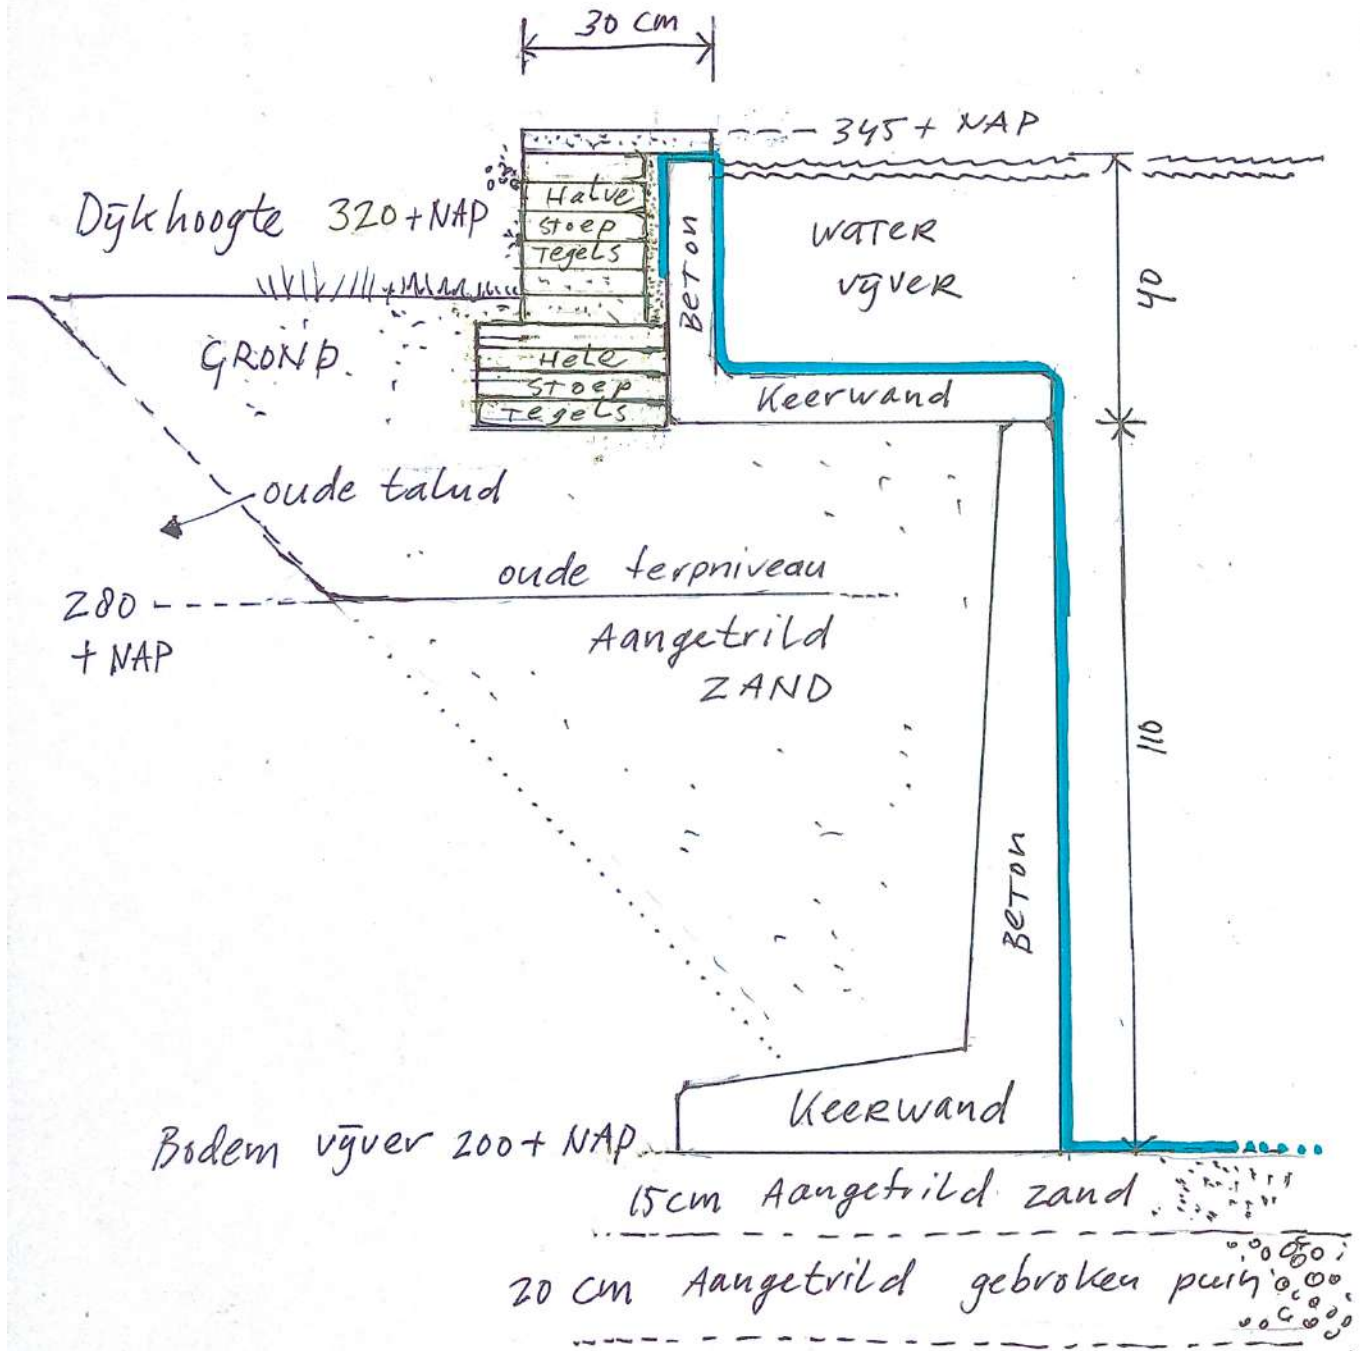 30 cm
345 + NAP
Dijkhoogte 320 + NAP
Halve
stoep
Tegels
BETON
WATER
vijver
40
GROND.
Hele
stoep
Tegels
Keerwand
oude talud
oude terpniveau
280
+ NAP
Aangetrild
ZAND
110
BETON
Keerwand
Bodem vijver 200 + NAP
15cm Aangetrild zand
20 cm Aangetrild gebroken puin